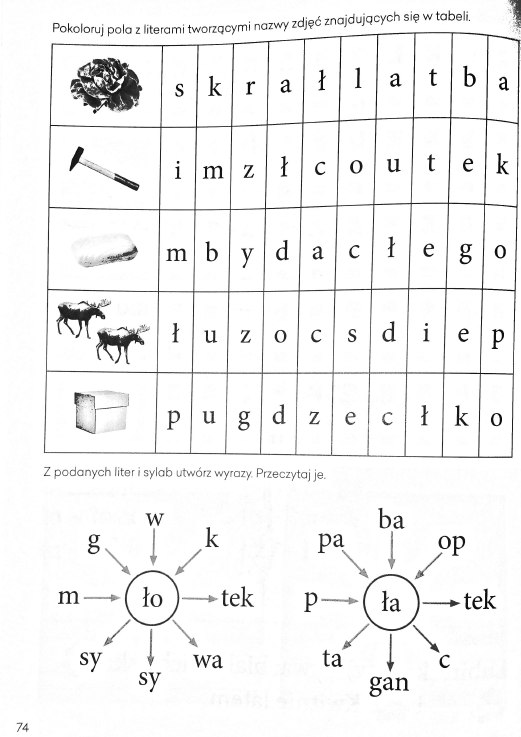 Pokoloruj pola z literami tworzącymi nazwy zdjęć znajdujących się w tabeli.
s k r a ł l a t b a
i m z ł c o u t e k
m b y d a c ł e g o
ł u z o c s d i e p
p u g d z e c ł k o
Z podanych liter i sylab utwórz wyrazy. Przeczytaj je.
w
g k
m ło tek
sy wa
sy
ba
pa op
p ła tek
ta c
gan
74